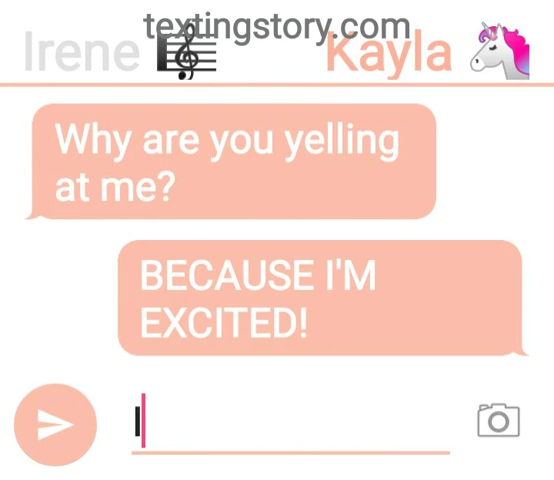 textingstory.com
Irene 🎼 Kayla 🦄
Why are you yelling
at me?
BECAUSE I'M
EXCITED!
I